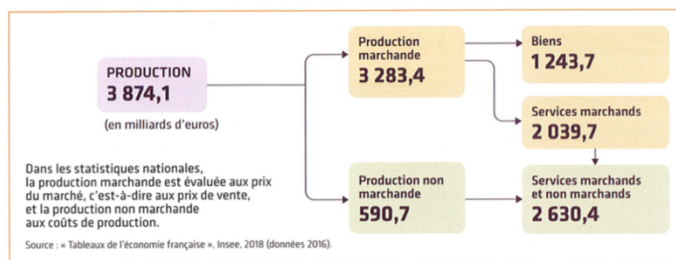 PRODUCTION
3 874,1
(en milliards d'euros)
Production
marchande
3 283,4
Biens
1 243,7
Services marchands
2 039,7
Production non
marchande
590,7
Services marchands
et non marchands
2 630,4
Dans les statistiques nationales,
la production marchande est évaluée aux prix
du marché, c'est-à-dire aux prix de vente,
et la production non marchande
aux coûts de production.
Source : « Tableaux de l'économie française », Insee, 2018 (données 2016).